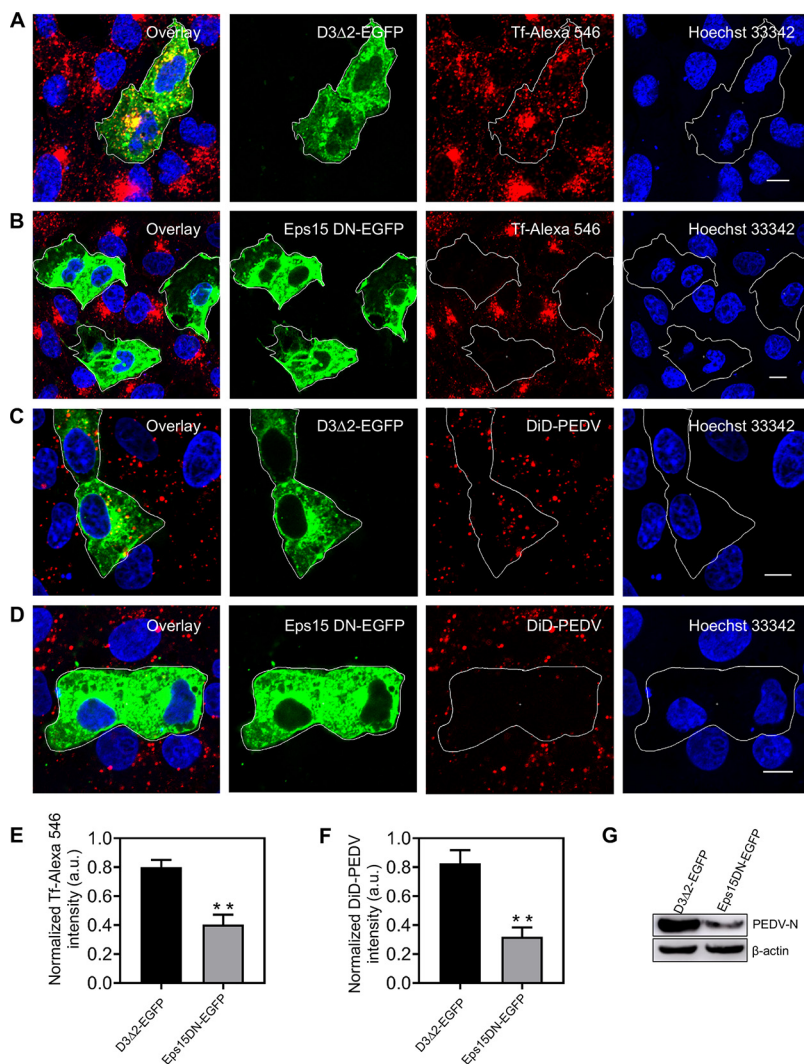 A
Overlay
D3Δ2-EGFP
Tf-Alexa 546
Hoechst 33342
B
Overlay
Eps15 DN-EGFP
Tf-Alexa 546
Hoechst 33342
C
Overlay
D3Δ2-EGFP
DiD-PEDV
Hoechst 33342
D
Overlay
Eps15 DN-EGFP
DiD-PEDV
Hoechst 33342
E
Normalized Tf-Alexa 546
intensity (a.u.)
1.0
0.8
0.6
0.4
0.2
0.0
**
D3Δ2-EGFP
Eps15DN-EGFP
F
Normalized DiD-PEDV
intensity (a.u.)
1.0
0.8
0.6
0.4
0.2
0.0
**
D3Δ2-EGFP
Eps15DN-EGFP
G
D3Δ2-EGFP
Eps15DN-EGFP
PEDV-N
β-actin